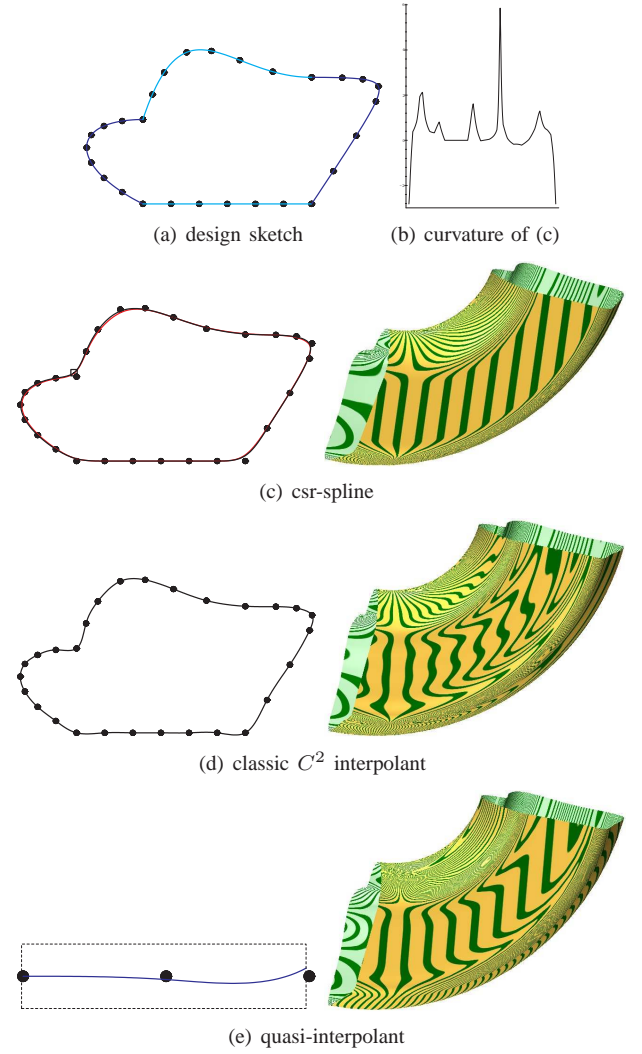 (a) design sketch
(b) curvature of (c)
(c) csr-spline
(d) classic C² interpolant
(e) quasi-interpolant